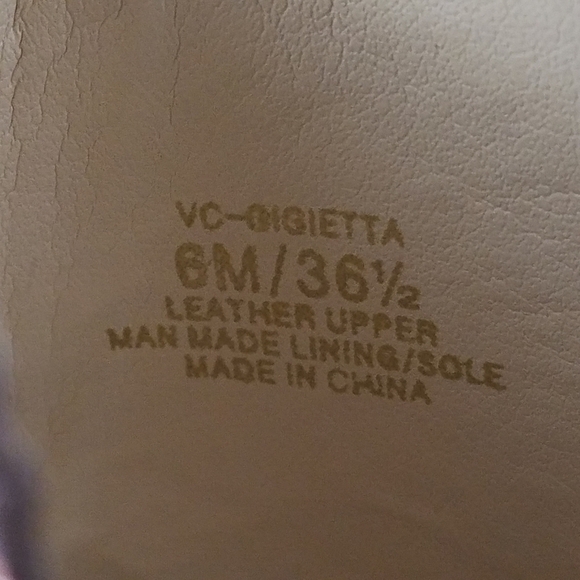 VC-GIGIETTA
6M/36½
LEATHER UPPER
MAN MADE LINING/SOLE
MADE IN CHINA